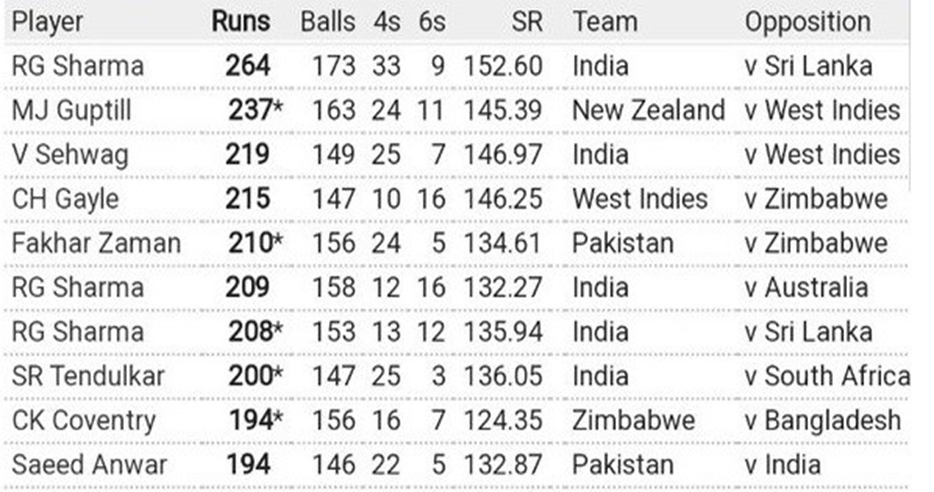 Player Runs Balls 4s 6s SR Team Opposition
RG Sharma 264 173 33 9 152.60 India v Sri Lanka
MJ Guptill 237* 163 24 11 145.39 New Zealand v West Indies
V Sehwag 219 149 25 7 146.97 India v West Indies
CH Gayle 215 147 10 16 146.25 West Indies v Zimbabwe
Fakhar Zaman 210* 156 24 5 134.61 Pakistan v Zimbabwe
RG Sharma 209 158 12 16 132.27 India v Australia
RG Sharma 208* 153 13 12 135.94 India v Sri Lanka
SR Tendulkar 200* 147 25 3 136.05 India v South Africa
CK Coventry 194* 156 16 7 124.35 Zimbabwe v Bangladesh
Saeed Anwar 194 146 22 5 132.87 Pakistan v India